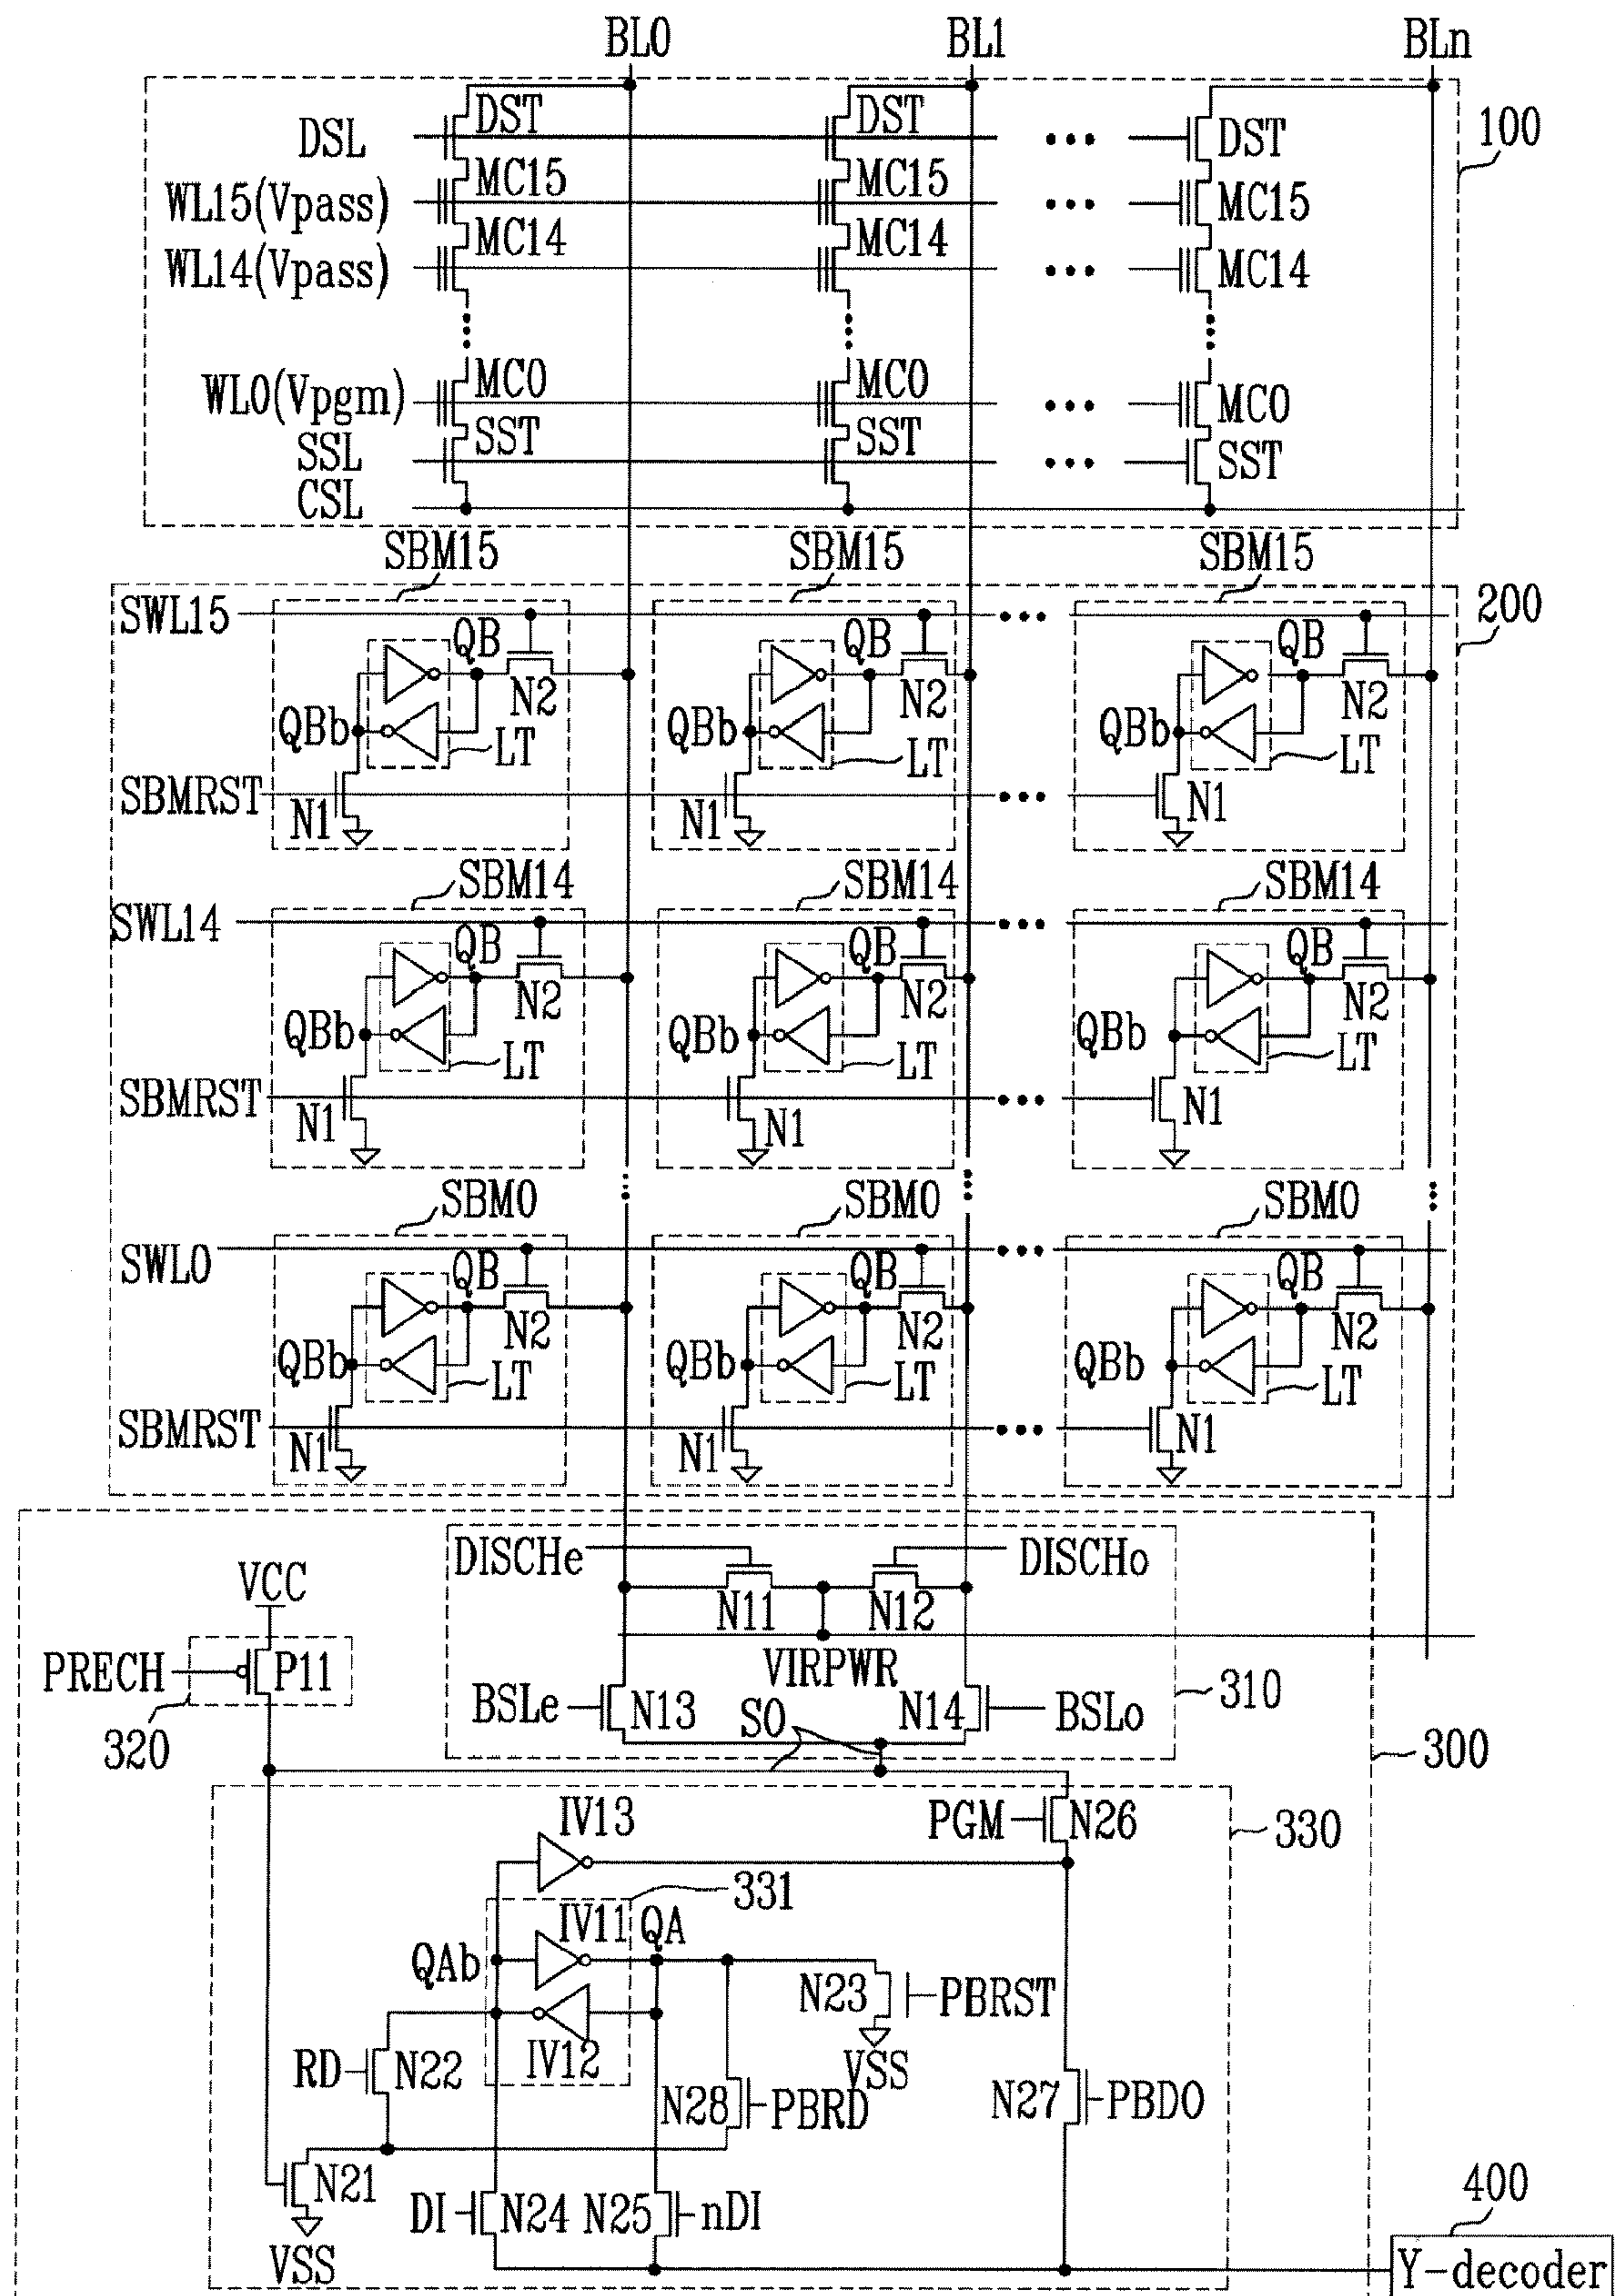 BL0 BL1 BLn
DST DST DST
DSL
100
MC15 MC15 MC15
WL15(Vpass)
MC14 MC14 MC14
WL14(Vpass)
MC0 MC0 MC0
WL0(Vpgm)
SST SST SST
SSL
CSL
SBM15 SBM15 SBM15
SWL15
200
QB QB QB
N2 N2 N2
QBb QBb QBb
LT LT LT
SBMRST
N1 N1 N1
SBM14 SBM14 SBM14
SWL14
QB QB QB
N2 N2 N2
QBb QBb QBb
LT LT LT
SBMRST
N1 N1 N1
SBM0 SBM0 SBM0
SWL0
QB QB QB
N2 N2 N2
QBb QBb QBb
LT LT LT
SBMRST
N1 N1 N1
DISCHe DISCHo
VCC
N11 N12
PRECH P11
VIRPWR
310
BSLe N13 N14 BSLo
SO
320
300
IV13
PGM N26
330
331
IV11 QA
QAb
N23 PBRST
IV12
VSS
RD N22
N28 PBRD
N27 PBDO
N21
DI N24 N25 nDI
400
VSS
Y-decoder